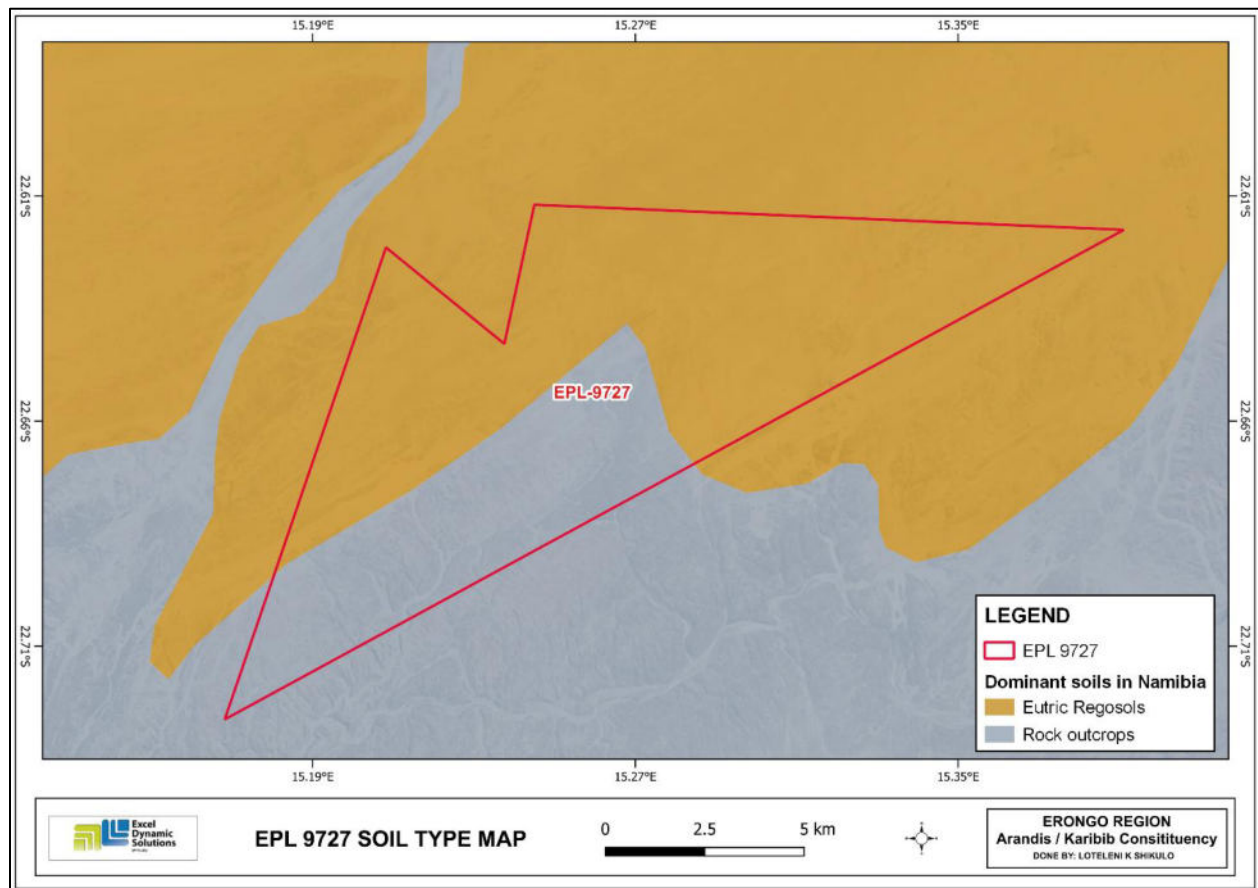 15.19°E 15.27°E 15.35°E
22.61°S 22.61°S
EPL-9727
22.66°S 22.66°S
22.71°S 22.71°S
LEGEND
EPL 9727
Dominant soils in Namibia
Eutric Regosols
Rock outcrops
15.19°E 15.27°E 15.35°E
Excel
Dynamic
Solutions
EPL 9727 SOIL TYPE MAP
0 2.5 5 km
ERONGO REGION
Arandis / Karibib Consitituency
DONE BY: LOTELENI K SHIKULO